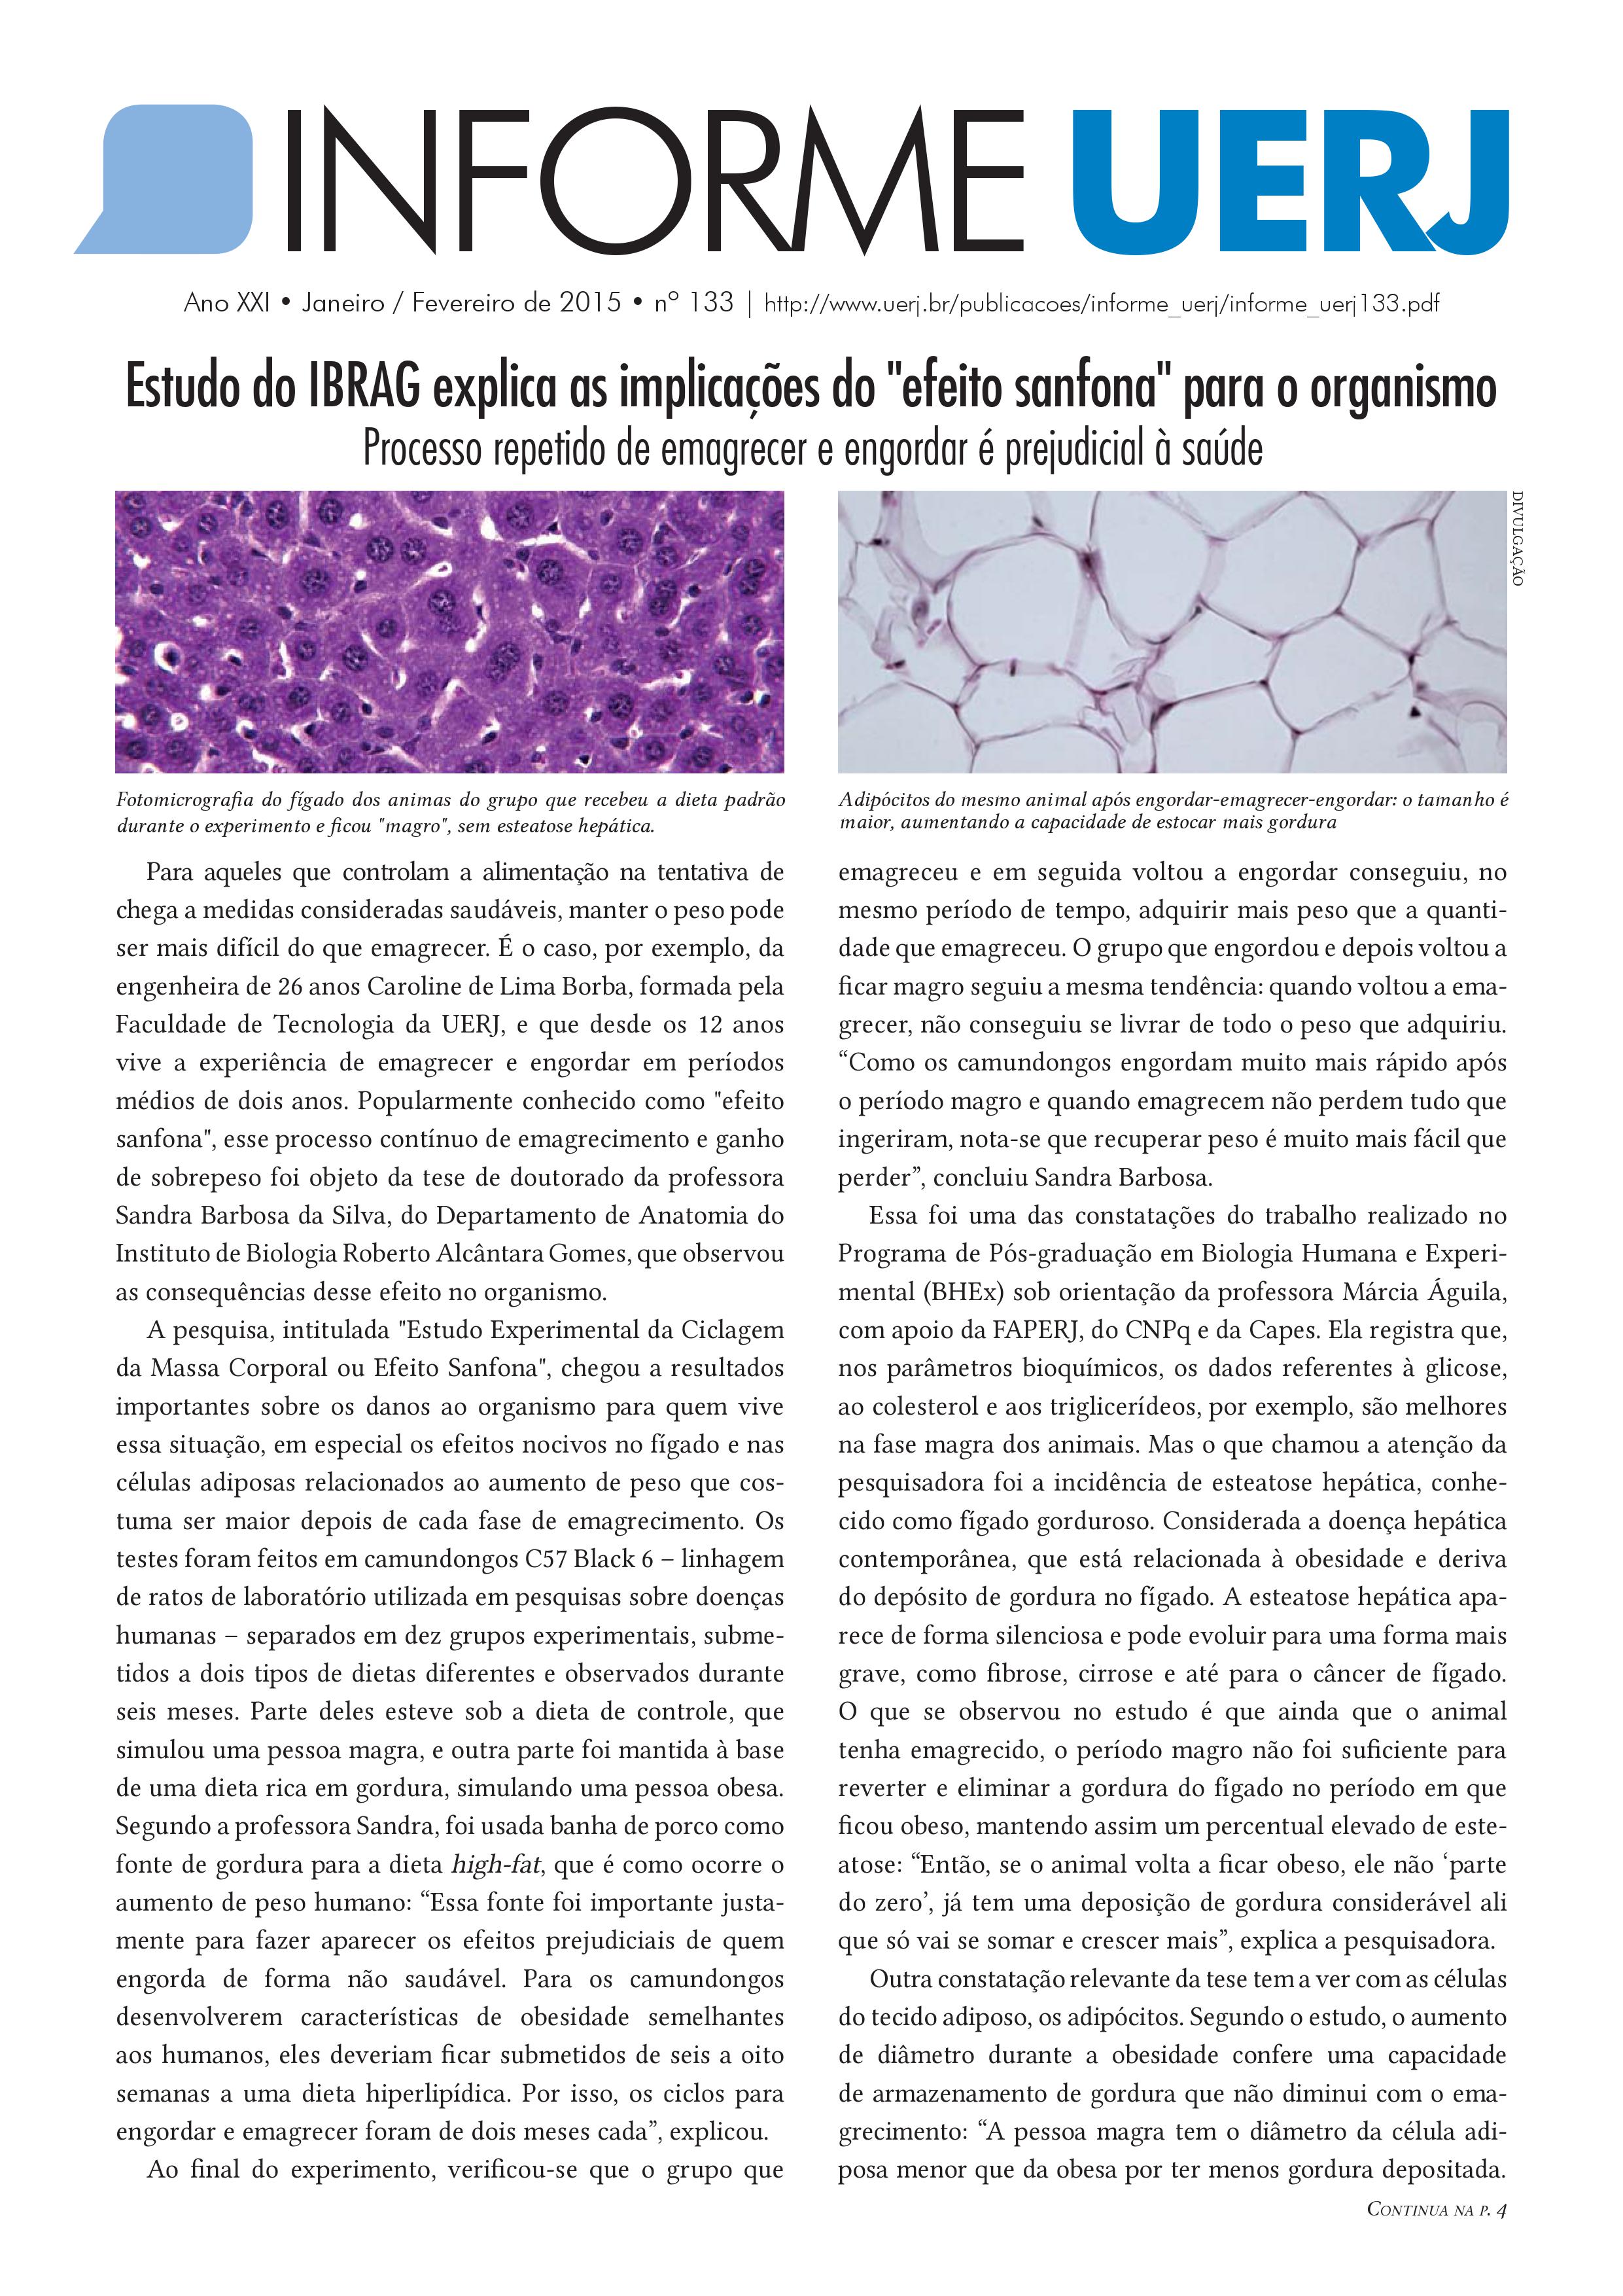 INFORME UERJ
Ano XXI • Janeiro / Fevereiro de 2015 • nº 133 | http://www.uerj.br/publicacoes/informe_uerj/informe_uerj133.pdf
Estudo do IBRAG explica as implicações do "efeito sanfona" para o organismo
Processo repetido de emagrecer e engordar é prejudicial à saúde
DIVULGAÇÃO
Fotomicrografia do fígado dos animas do grupo que recebeu a dieta padrão
durante o experimento e ficou "magro", sem esteatose hepática.
Adipócitos do mesmo animal após engordar-emagrecer-engordar: o tamanho é
maior, aumentando a capacidade de estocar mais gordura
Para aqueles que controlam a alimentação na tentativa de
chega a medidas consideradas saudáveis, manter o peso pode
ser mais difícil do que emagrecer. É o caso, por exemplo, da
engenheira de 26 anos Caroline de Lima Borba, formada pela
Faculdade de Tecnologia da UERJ, e que desde os 12 anos
vive a experiência de emagrecer e engordar em períodos
médios de dois anos. Popularmente conhecido como "efeito
sanfona", esse processo contínuo de emagrecimento e ganho
de sobrepeso foi objeto da tese de doutorado da professora
Sandra Barbosa da Silva, do Departamento de Anatomia do
Instituto de Biologia Roberto Alcântara Gomes, que observou
as consequências desse efeito no organismo.
A pesquisa, intitulada "Estudo Experimental da Ciclagem
da Massa Corporal ou Efeito Sanfona", chegou a resultados
importantes sobre os danos ao organismo para quem vive
essa situação, em especial os efeitos nocivos no fígado e nas
células adiposas relacionados ao aumento de peso que cos-
tuma ser maior depois de cada fase de emagrecimento. Os
testes foram feitos em camundongos C57 Black 6 – linhagem
de ratos de laboratório utilizada em pesquisas sobre doenças
humanas – separados em dez grupos experimentais, subme-
tidos a dois tipos de dietas diferentes e observados durante
seis meses. Parte deles esteve sob a dieta de controle, que
simulou uma pessoa magra, e outra parte foi mantida à base
de uma dieta rica em gordura, simulando uma pessoa obesa.
Segundo a professora Sandra, foi usada banha de porco como
fonte de gordura para a dieta high-fat, que é como ocorre o
aumento de peso humano: “Essa fonte foi importante justa-
mente para fazer aparecer os efeitos prejudiciais de quem
engorda de forma não saudável. Para os camundongos
desenvolverem características de obesidade semelhantes
aos humanos, eles deveriam ficar submetidos de seis a oito
semanas a uma dieta hiperlipídica. Por isso, os ciclos para
engordar e emagrecer foram de dois meses cada”, explicou.
Ao final do experimento, verificou-se que o grupo que
emagreceu e em seguida voltou a engordar conseguiu, no
mesmo período de tempo, adquirir mais peso que a quanti-
dade que emagreceu. O grupo que engordou e depois voltou a
ficar magro seguiu a mesma tendência: quando voltou a ema-
grecer, não conseguiu se livrar de todo o peso que adquiriu.
“Como os camundongos engordam muito mais rápido após
o período magro e quando emagrecem não perdem tudo que
ingeriram, nota-se que recuperar peso é muito mais fácil que
perder”, concluiu Sandra Barbosa.
Essa foi uma das constatações do trabalho realizado no
Programa de Pós-graduação em Biologia Humana e Experi-
mental (BHEx) sob orientação da professora Márcia Águila,
com apoio da FAPERJ, do CNPq e da Capes. Ela registra que,
nos parâmetros bioquímicos, os dados referentes à glicose,
ao colesterol e aos triglicerídeos, por exemplo, são melhores
na fase magra dos animais. Mas o que chamou a atenção da
pesquisadora foi a incidência de esteatose hepática, conhe-
cido como fígado gorduroso. Considerada a doença hepática
contemporânea, que está relacionada à obesidade e deriva
do depósito de gordura no fígado. A esteatose hepática apa-
rece de forma silenciosa e pode evoluir para uma forma mais
grave, como fibrose, cirrose e até para o câncer de fígado.
O que se observou no estudo é que ainda que o animal
tenha emagrecido, o período magro não foi suficiente para
reverter e eliminar a gordura do fígado no período em que
ficou obeso, mantendo assim um percentual elevado de este-
atose: “Então, se o animal volta a ficar obeso, ele não ‘parte
do zero’, já tem uma deposição de gordura considerável ali
que só vai se somar e crescer mais”, explica a pesquisadora.
Outra constatação relevante da tese tem a ver com as células
do tecido adiposo, os adipócitos. Segundo o estudo, o aumento
de diâmetro durante a obesidade confere uma capacidade
de armazenamento de gordura que não diminui com o ema-
grecimento: “A pessoa magra tem o diâmetro da célula adi-
posa menor que da obesa por ter menos gordura depositada.
Continua na p. 4